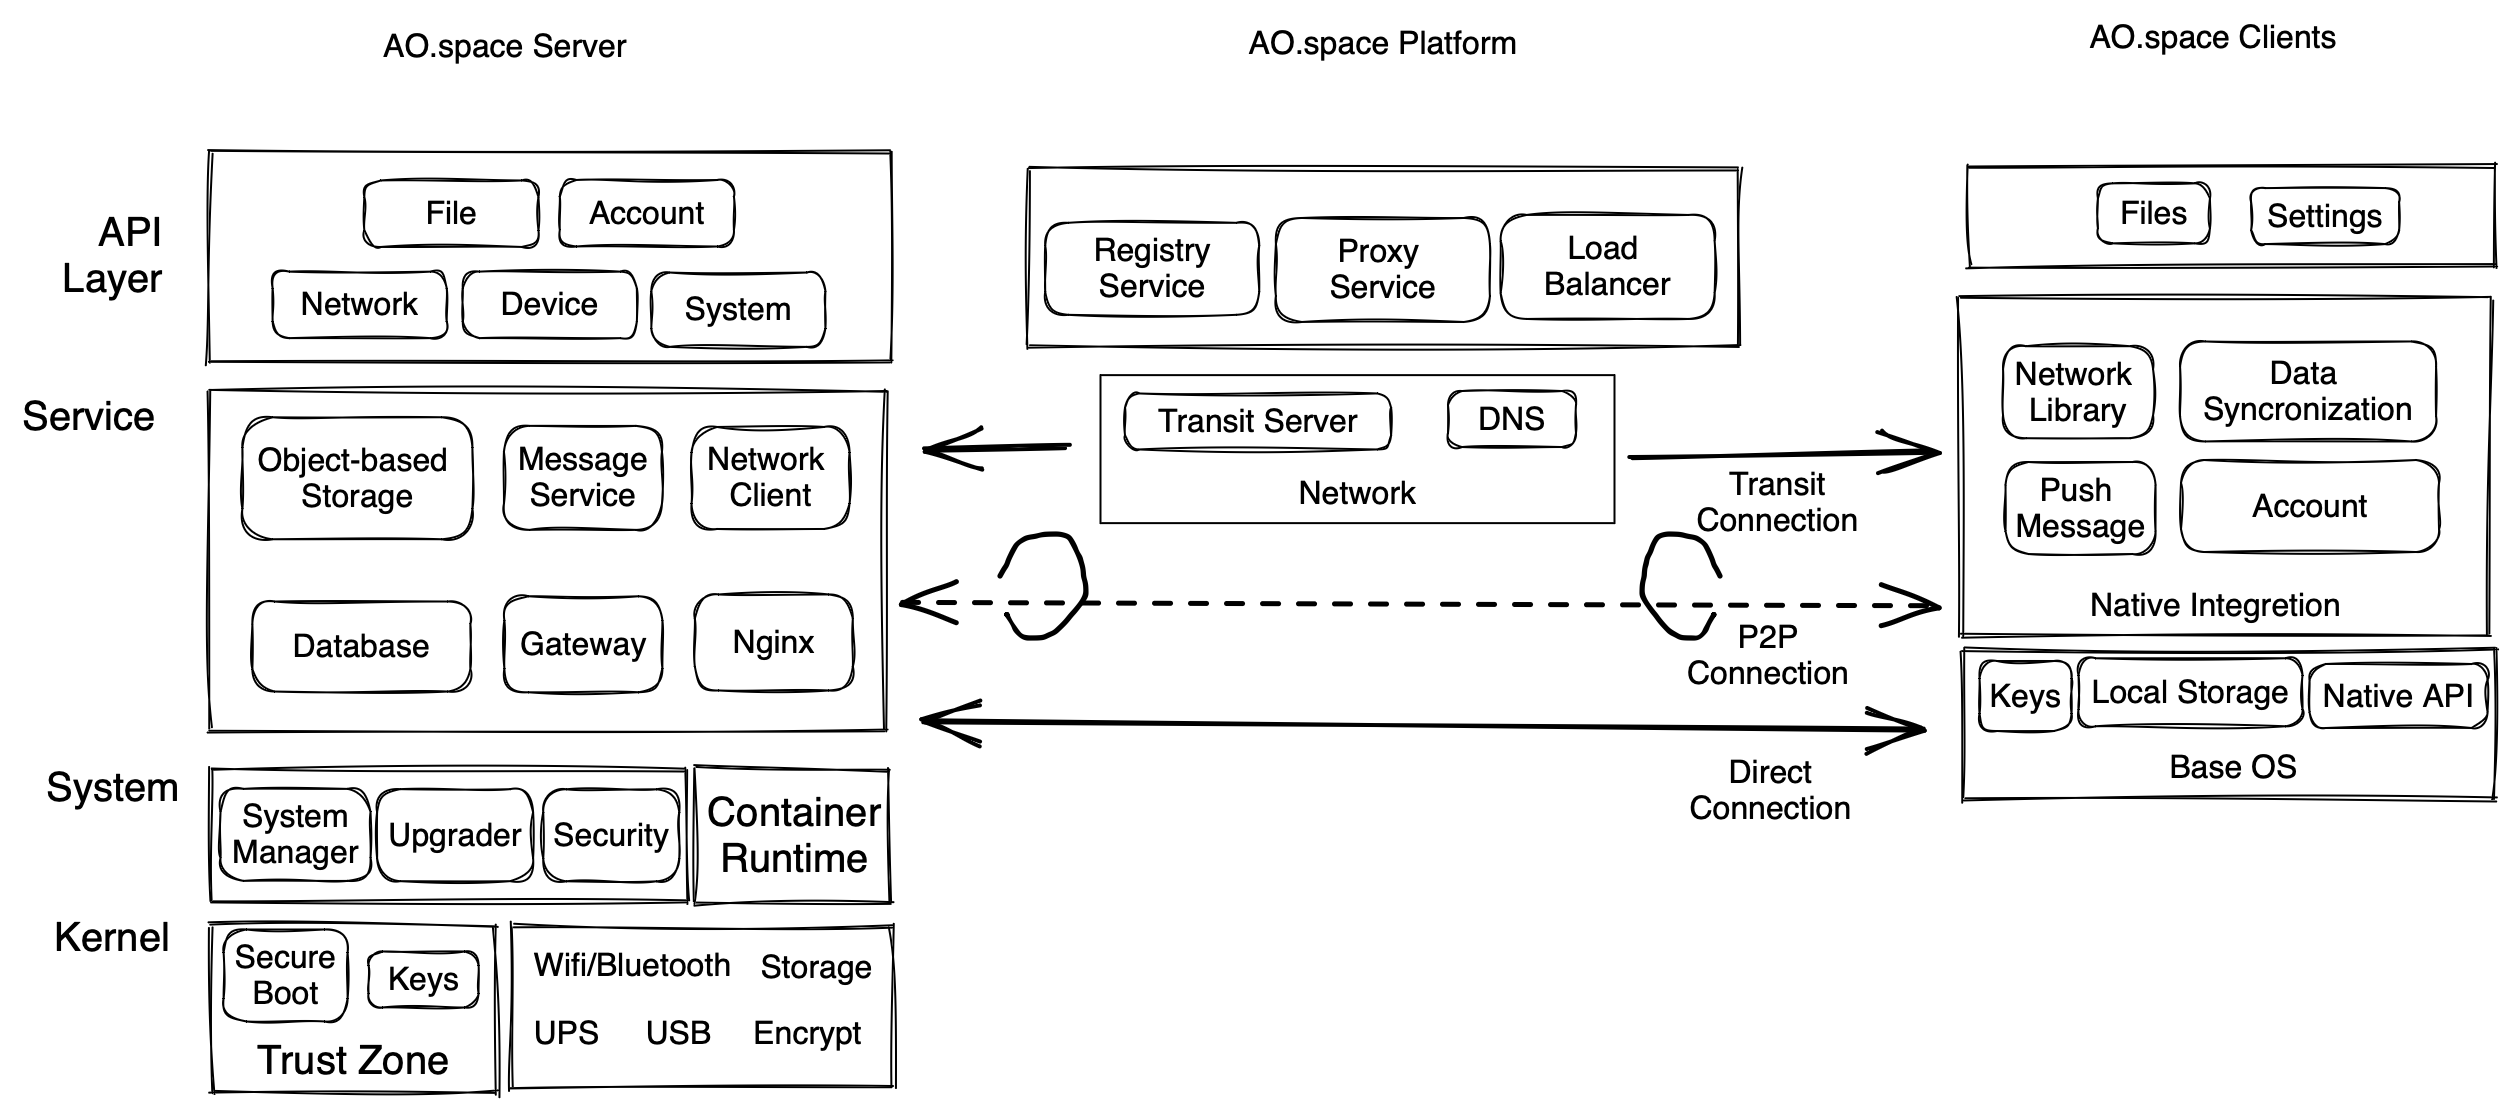 AO.space Server
AO.space Platform
AO.space Clients
API
Layer
File
Account
Network
Device
System
Service
Object-based
Storage
Message
Service
Network
Client
Database
Gateway
Nginx
System
System
Manager
Upgrader
Security
Container
Runtime
Kernel
Secure
Boot
Keys
Trust Zone
Wifi/Bluetooth
Storage
UPS
USB
Encrypt
Registry
Service
Proxy
Service
Load
Balancer
Transit Server
DNS
Network
Transit
Connection
P2P
Connection
Direct
Connection
Files
Settings
Network
Library
Data
Syncronization
Push
Message
Account
Native Integretion
Keys
Local Storage
Native API
Base OS